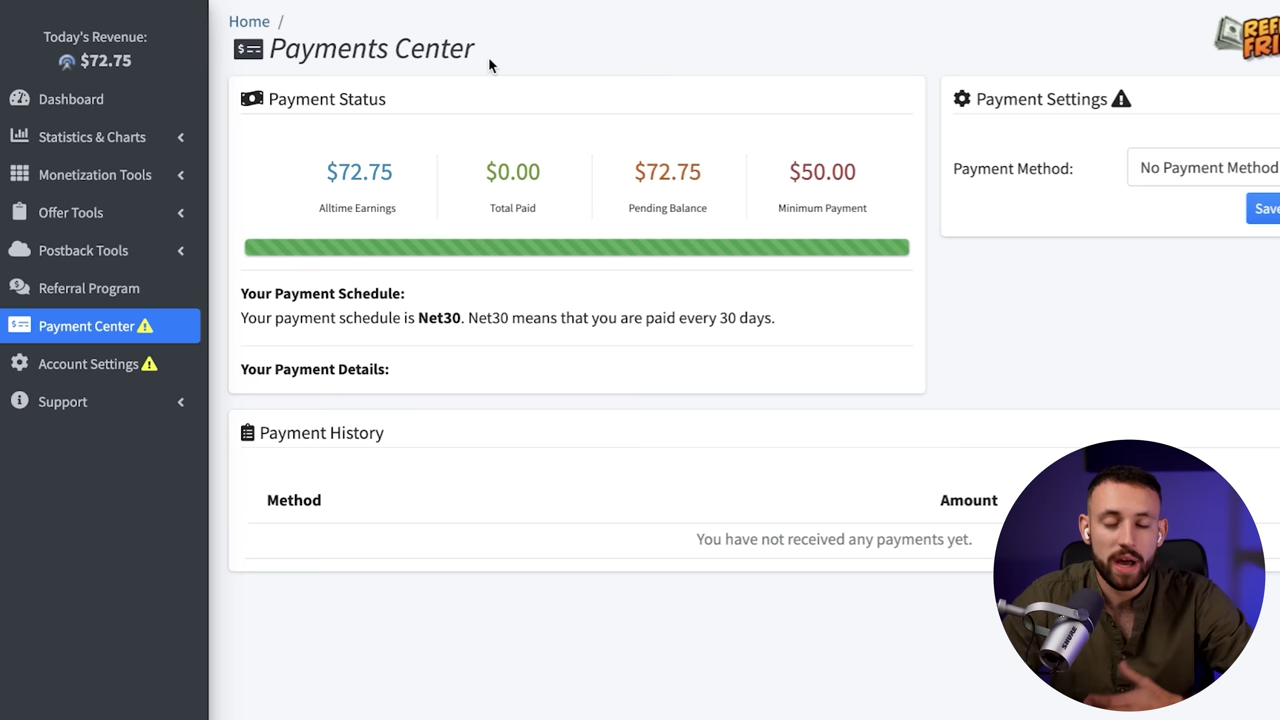 Today's Revenue:
$72.75
Dashboard
Statistics & Charts
Monetization Tools
Offer Tools
Postback Tools
Referral Program
Payment Center
Account Settings
Support
Home /
Payments Center
Payment Status
$72.75
Alltime Earnings
$0.00
Total Paid
$72.75
Pending Balance
$50.00
Minimum Payment
Your Payment Schedule:
Your payment schedule is Net30. Net30 means that you are paid every 30 days.
Your Payment Details:
Payment Settings
Payment Method:
No Payment Method
Save
Payment History
Method
Amount
You have not received any payments yet.
SHURE